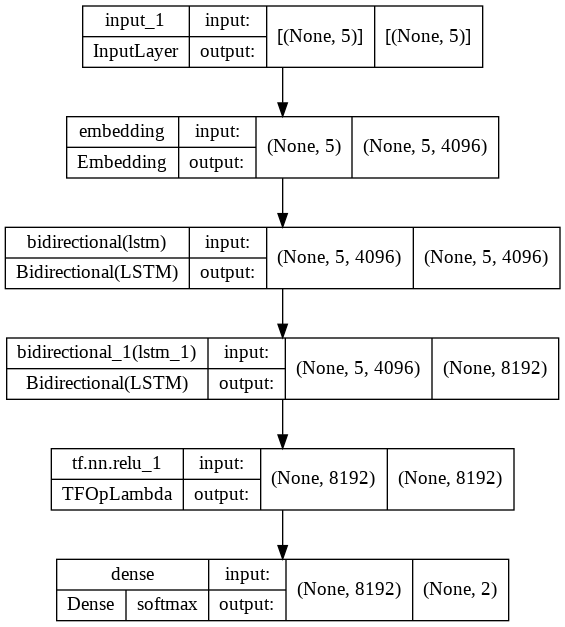 input_1 input: [(None, 5)] [(None, 5)]
InputLayer output:
embedding input: (None, 5) (None, 5, 4096)
Embedding output:
bidirectional(lstm) input: (None, 5, 4096) (None, 5, 4096)
Bidirectional(LSTM) output:
bidirectional_1(lstm_1) input: (None, 5, 4096) (None, 8192)
Bidirectional(LSTM) output:
tf.nn.relu_1 input: (None, 8192) (None, 8192)
TFOpLambda output:
dense input: (None, 8192) (None, 2)
Dense softmax output: